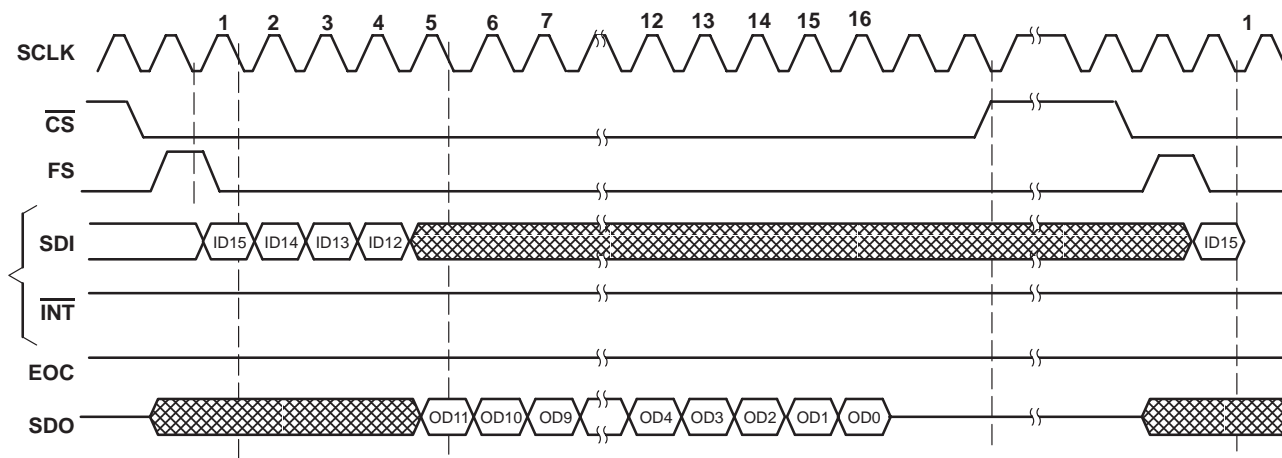 1 2 3 4 5 6 7 12 13 14 15 16 1
SCLK
CS
FS
SDI ID15 ID14 ID13 ID12 ID15
INT
EOC
SDO OD11 OD10 OD9 OD4 OD3 OD2 OD1 OD0